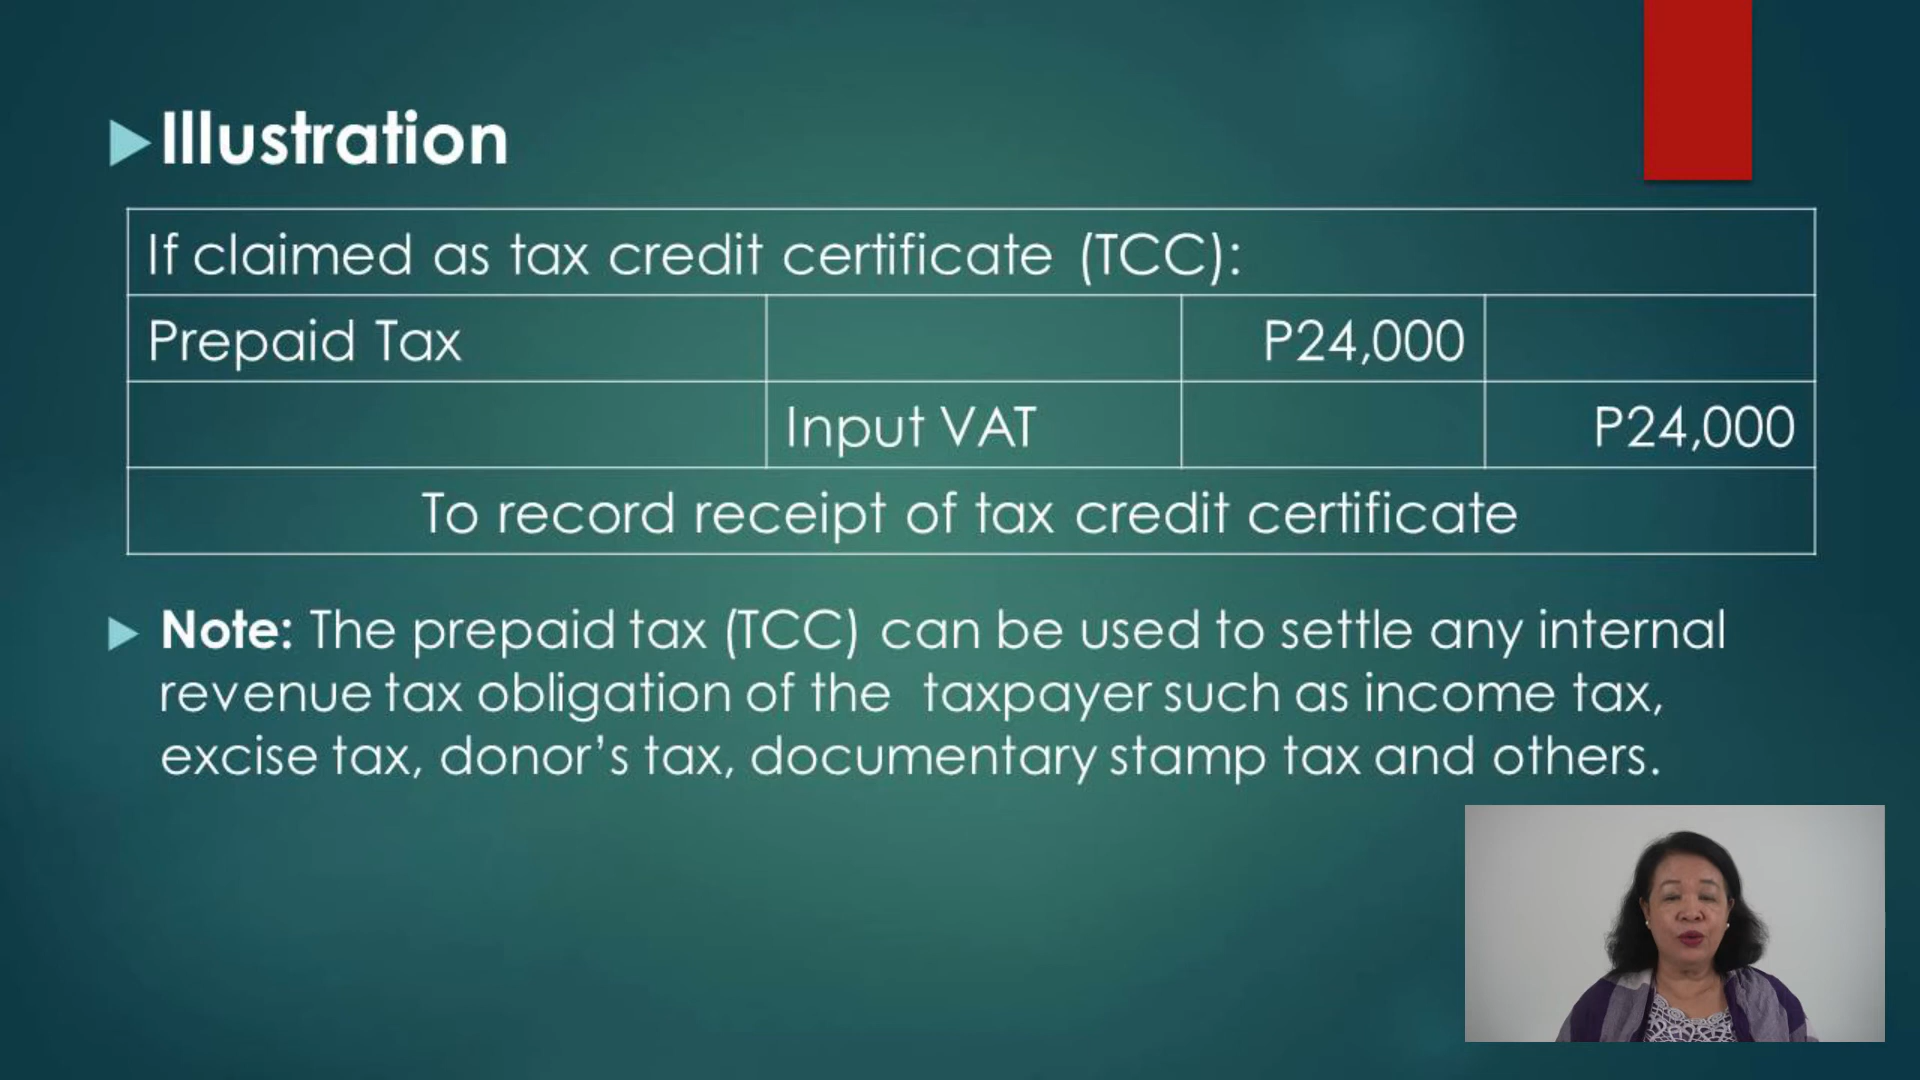 Illustration
If claimed as tax credit certificate (TCC):
Prepaid Tax P24,000
Input VAT P24,000
To record receipt of tax credit certificate
Note: The prepaid tax (TCC) can be used to settle any internal
revenue tax obligation of the taxpayer such as income tax,
excise tax, donor’s tax, documentary stamp tax and others.